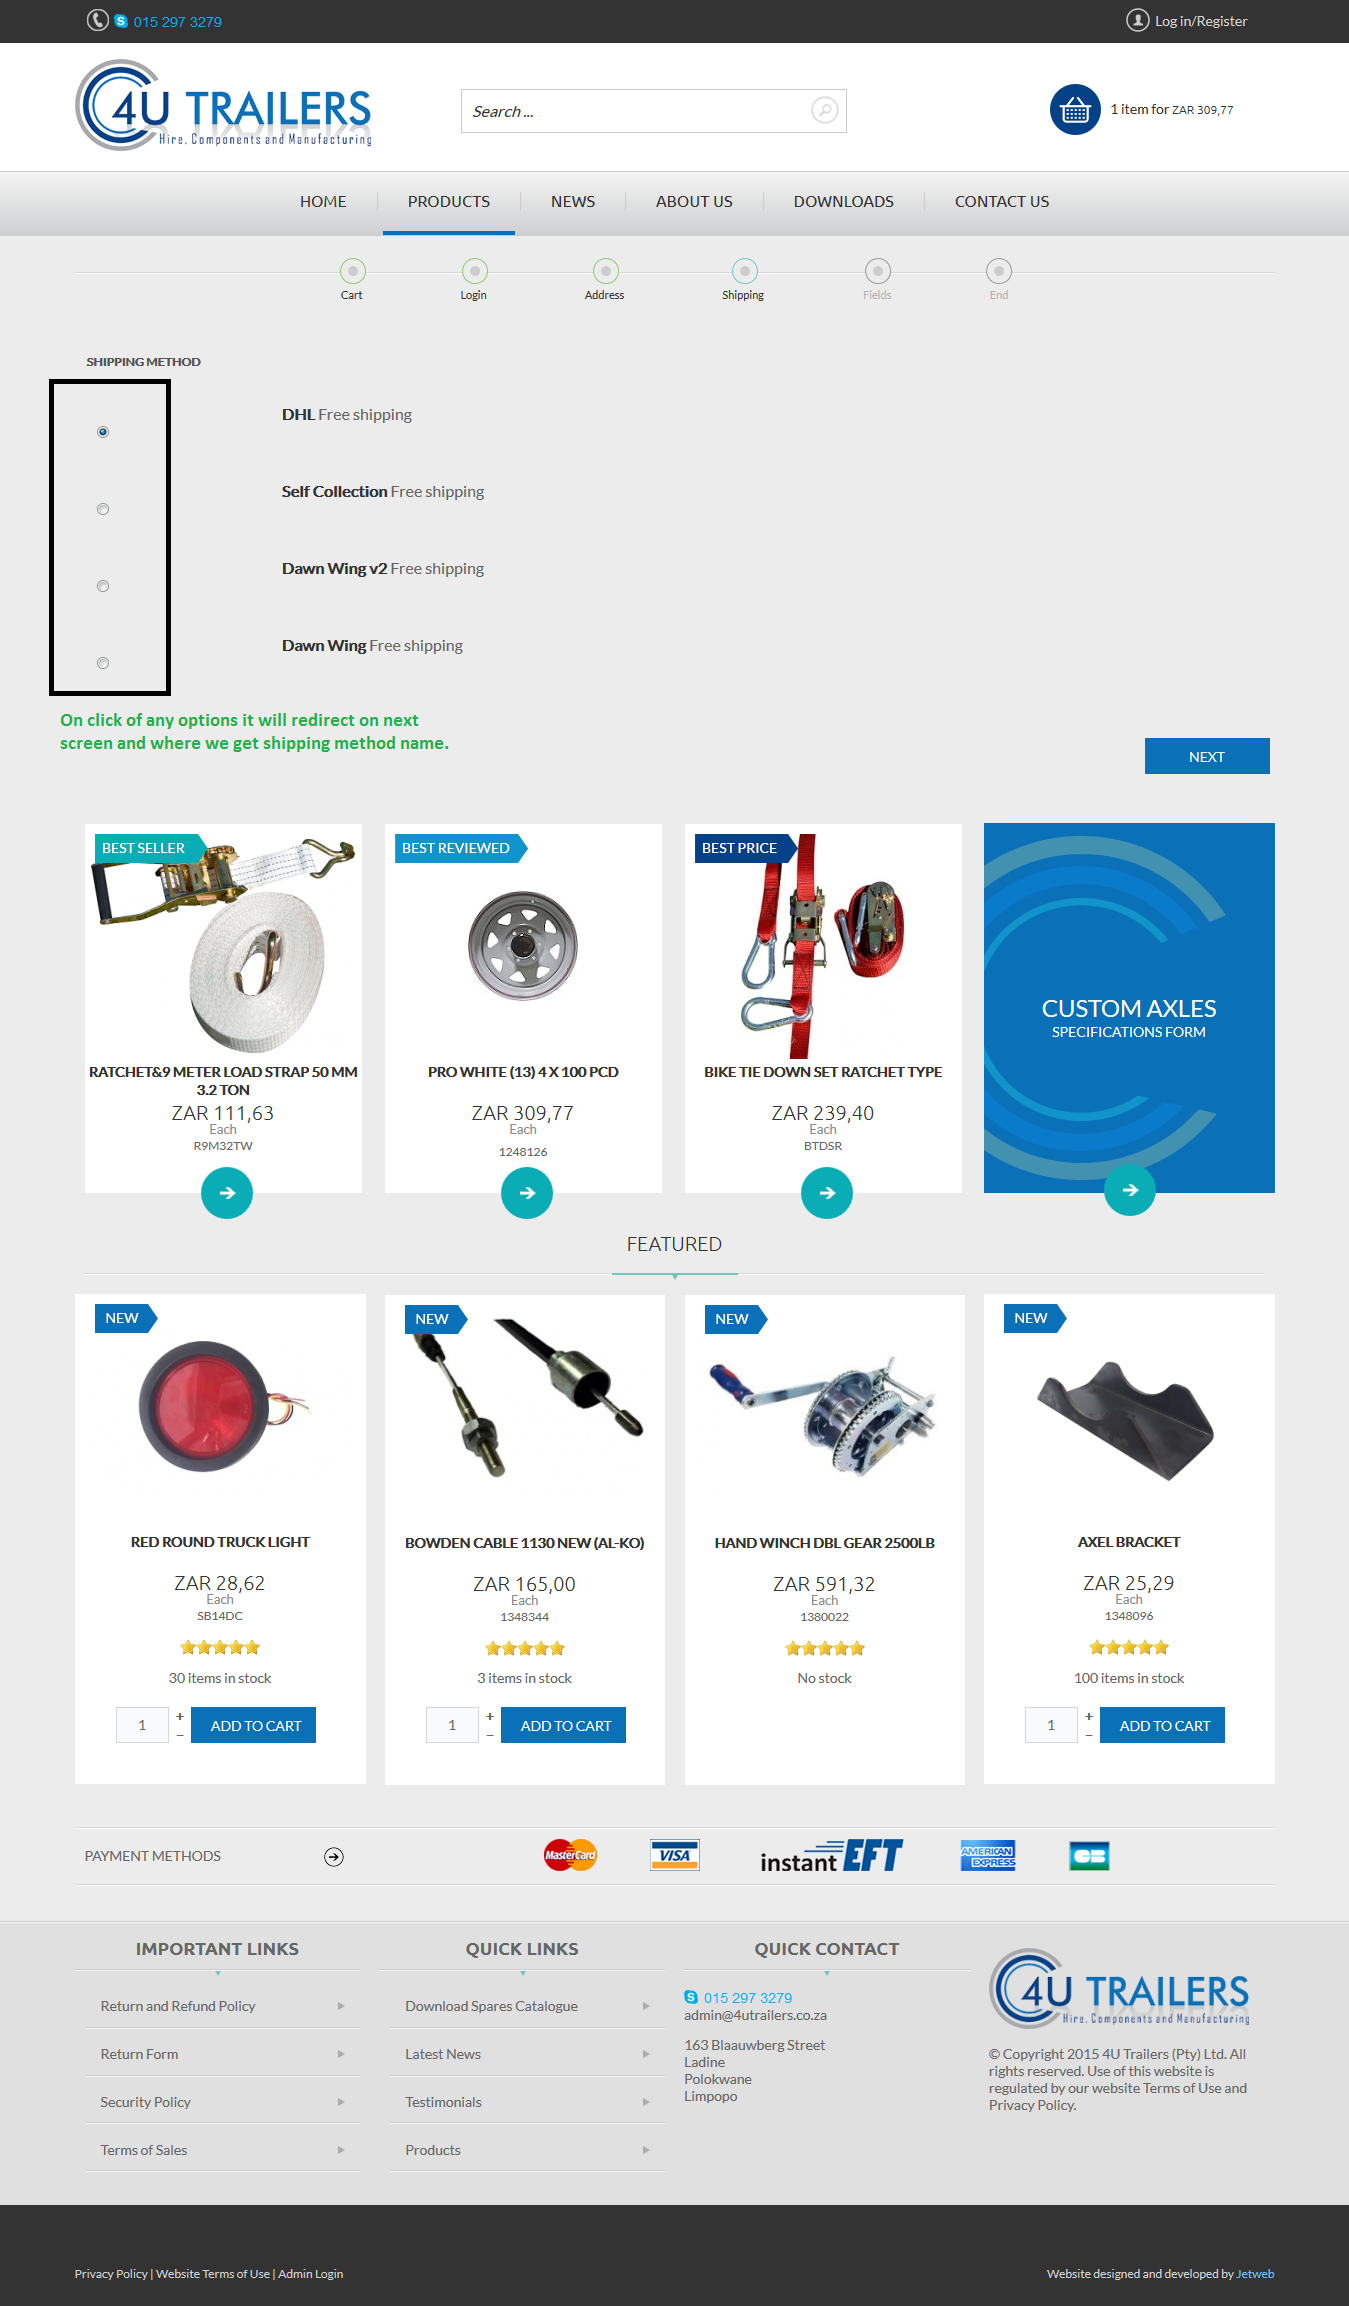 015 297 3279
Log in/Register
4U TRAILERS
Hire, Components and Manufacturing
Search ...
1 item for ZAR 309,77
HOME
PRODUCTS
NEWS
ABOUT US
DOWNLOADS
CONTACT US
Cart
Login
Address
Shipping
Fields
End
SHIPPING METHOD
DHL Free shipping
Self Collection Free shipping
Dawn Wing v2 Free shipping
Dawn Wing Free shipping
On click of any options it will redirect on next
screen and where we get shipping method name.
NEXT
BEST SELLER
RATCHET&9 METER LOAD STRAP 50 MM
3.2 TON
ZAR 111,63
Each
R9M32TW
BEST REVIEWED
PRO WHITE (13) 4 X 100 PCD
ZAR 309,77
Each
1248126
BEST PRICE
BIKE TIE DOWN SET RATCHET TYPE
ZAR 239,40
Each
BTDSR
CUSTOM AXLES
SPECIFICATIONS FORM
FEATURED
NEW
RED ROUND TRUCK LIGHT
ZAR 28,62
Each
SB14DC
30 items in stock
1
+
−
ADD TO CART
NEW
BOWDEN CABLE 1130 NEW (AL-KO)
ZAR 165,00
Each
1348344
3 items in stock
1
+
−
ADD TO CART
NEW
HAND WINCH DBL GEAR 2500LB
ZAR 591,32
Each
1380022
No stock
NEW
AXEL BRACKET
ZAR 25,29
Each
1348096
100 items in stock
1
+
−
ADD TO CART
PAYMENT METHODS
MasterCard
VISA
instant EFT
AMERICAN EXPRESS
CB
IMPORTANT LINKS
Return and Refund Policy
Return Form
Security Policy
Terms of Sales
QUICK LINKS
Download Spares Catalogue
Latest News
Testimonials
Products
QUICK CONTACT
015 297 3279
admin@4utrailers.co.za
163 Blaauwberg Street
Ladine
Polokwane
Limpopo
4U TRAILERS
Hire, Components and Manufacturing
© Copyright 2015 4U Trailers (Pty) Ltd. All
rights reserved. Use of this website is
regulated by our website Terms of Use and
Privacy Policy.
Privacy Policy | Website Terms of Use | Admin Login
Website designed and developed by Jetweb